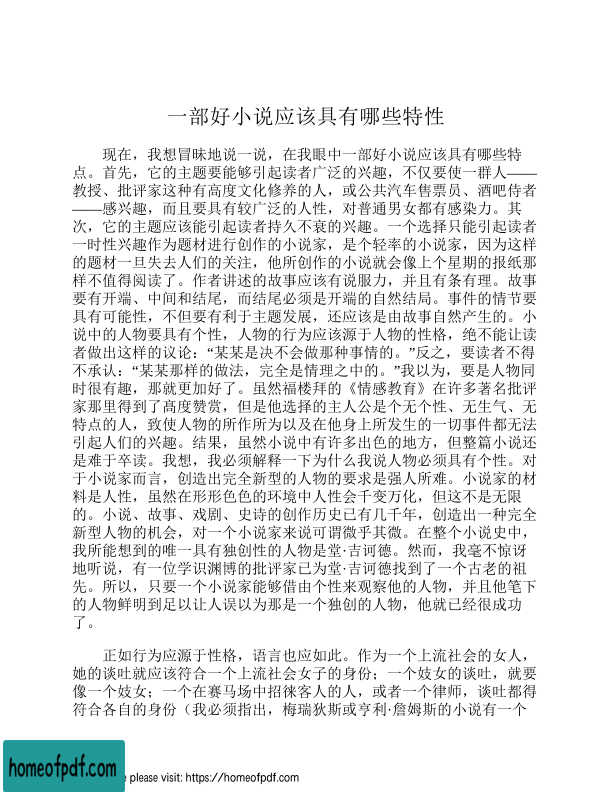 一部好小说应该具有哪些特性
现在，我想冒昧地说一说，在我眼中一部好小说应该具有哪些特
点。首先，它的主题要能够引起读者广泛的兴趣，不仅要使一群人——
教授、批评家这种有高度文化修养的人，或公共汽车售票员、酒吧侍者
——感兴趣，而且要具有较广泛的人性，对普通男女都有感染力。其
次，它的主题应该能引起读者持久不衰的兴趣。一个选择只能引起读者
一时性兴趣作为题材进行创作的小说家，是个轻率的小说家，因为这样
的题材一旦失去人们的关注，他所创作的小说就会像上个星期的报纸那
样不值得阅读了。作者讲述的故事应该有说服力，并且有条有理。故事
要有开端、中间和结尾，而结尾必须是开端的自然结局。事件的情节要
具有可能性，不但要有利于主题发展，还应该是由故事自然产生的。小
说中的人物要具有个性，人物的行为应该源于人物的性格，绝不能让读
者做出这样的议论：“某某是决不会做那种事情的。”反之，要读者不得
不承认：“某某那样的做法，完全是情理之中的。”我以为，要是人物同
时很有趣，那就更加好了。虽然福楼拜的《情感教育》在许多著名批评
家那里得到了高度赞赏，但是他选择的主人公是个无个性、无生气、无
特点的人，致使人物的所作所为以及在他身上所发生的一切事件都无法
引起人们的兴趣。结果，虽然小说中有许多出色的地方，但整篇小说还
是难于卒读。我想，我必须解释一下为什么我说人物必须具有个性。对
于小说家而言，创造出完全新型的人物的要求是强人所难。小说家的材
料是人性，虽然在形形色色的环境中人性会千变万化，但这不是无限
的。小说、故事、戏剧、史诗的创作历史已有几千年，创造出一种完全
新型人物的机会，对一个小说家来说可谓微乎其微。在整个小说史中，
我所能想到的唯一具有独创性的人物是堂·吉诃德。然而，我毫不惊讶
地听说，有一位学识渊博的批评家已为堂·吉诃德找到了一个古老的祖
先。所以，只要一个小说家能够借由个性来观察他的人物，并且他笔下
的人物鲜明到足以让人误以为那是一个独创的人物，他就已经很成功
了。
正如行为应源于性格，语言也应如此。作为一个上流社会的女人，
她的谈吐就应该符合一个上流社会女子的身份；一个妓女的谈吐，就要
像一个妓女；一个在赛马场中招徕客人的人，或者一个律师，谈吐都得
符合各自的身份（我必须指出，梅瑞狄斯或亨利·詹姆斯的小说有一个
homeofpdf.com
e please visit: https://homeofpdf.com